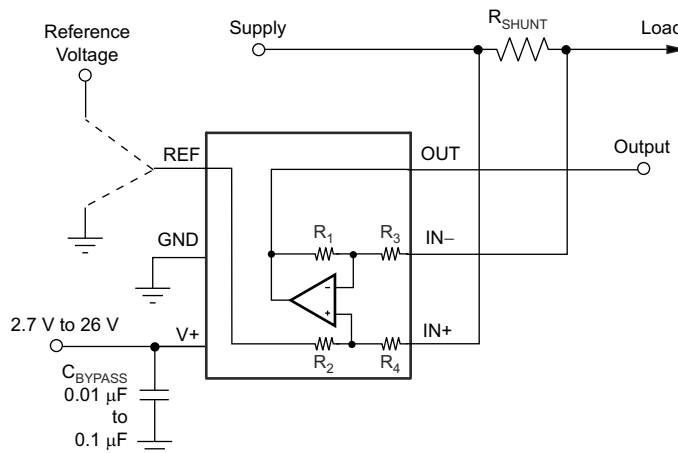 Reference
Voltage
Supply
R_SHUNT
Load
REF
OUT
Output
GND
R1
R3
IN−
-
+
2.7 V to 26 V
V+
R2
R4
IN+
C_BYPASS
0.01 µF
to
0.1 µF